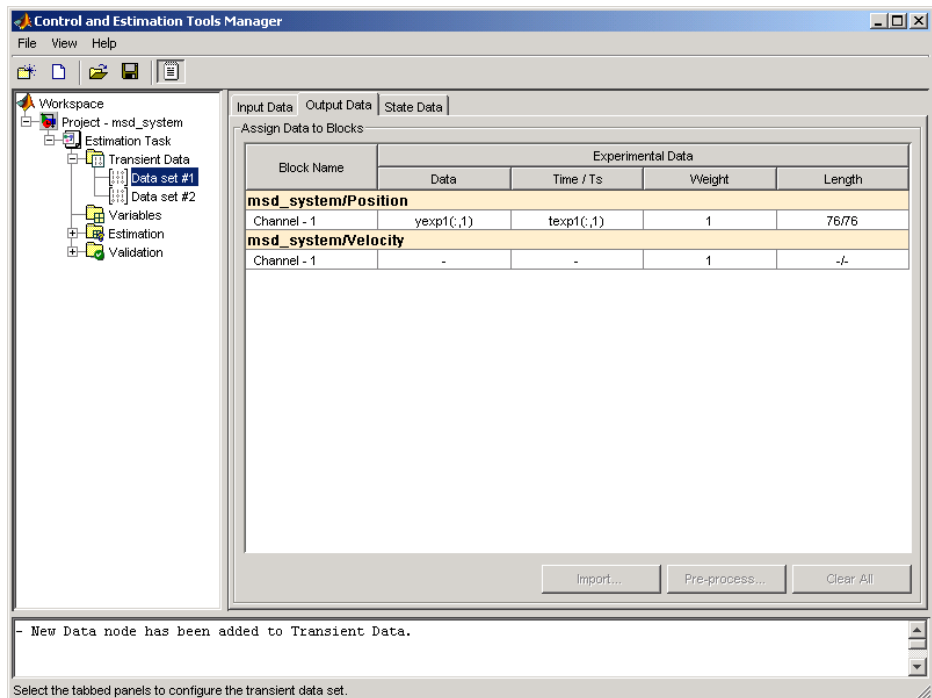 Control and Estimation Tools Manager
File View Help
Workspace
Project - msd_system
Estimation Task
Transient Data
Data set #1
Data set #2
Variables
Estimation
Validation
Input Data Output Data State Data
Assign Data to Blocks
Block Name Experimental Data
Data Time / Ts Weight Length
msd_system/Position
Channel - 1 yexp1(:,1) texp1(:,1) 1 76/76
msd_system/Velocity
Channel - 1 - - 1 -/-
Import... Pre-process... Clear All
- New Data node has been added to Transient Data.
Select the tabbed panels to configure the transient data set.